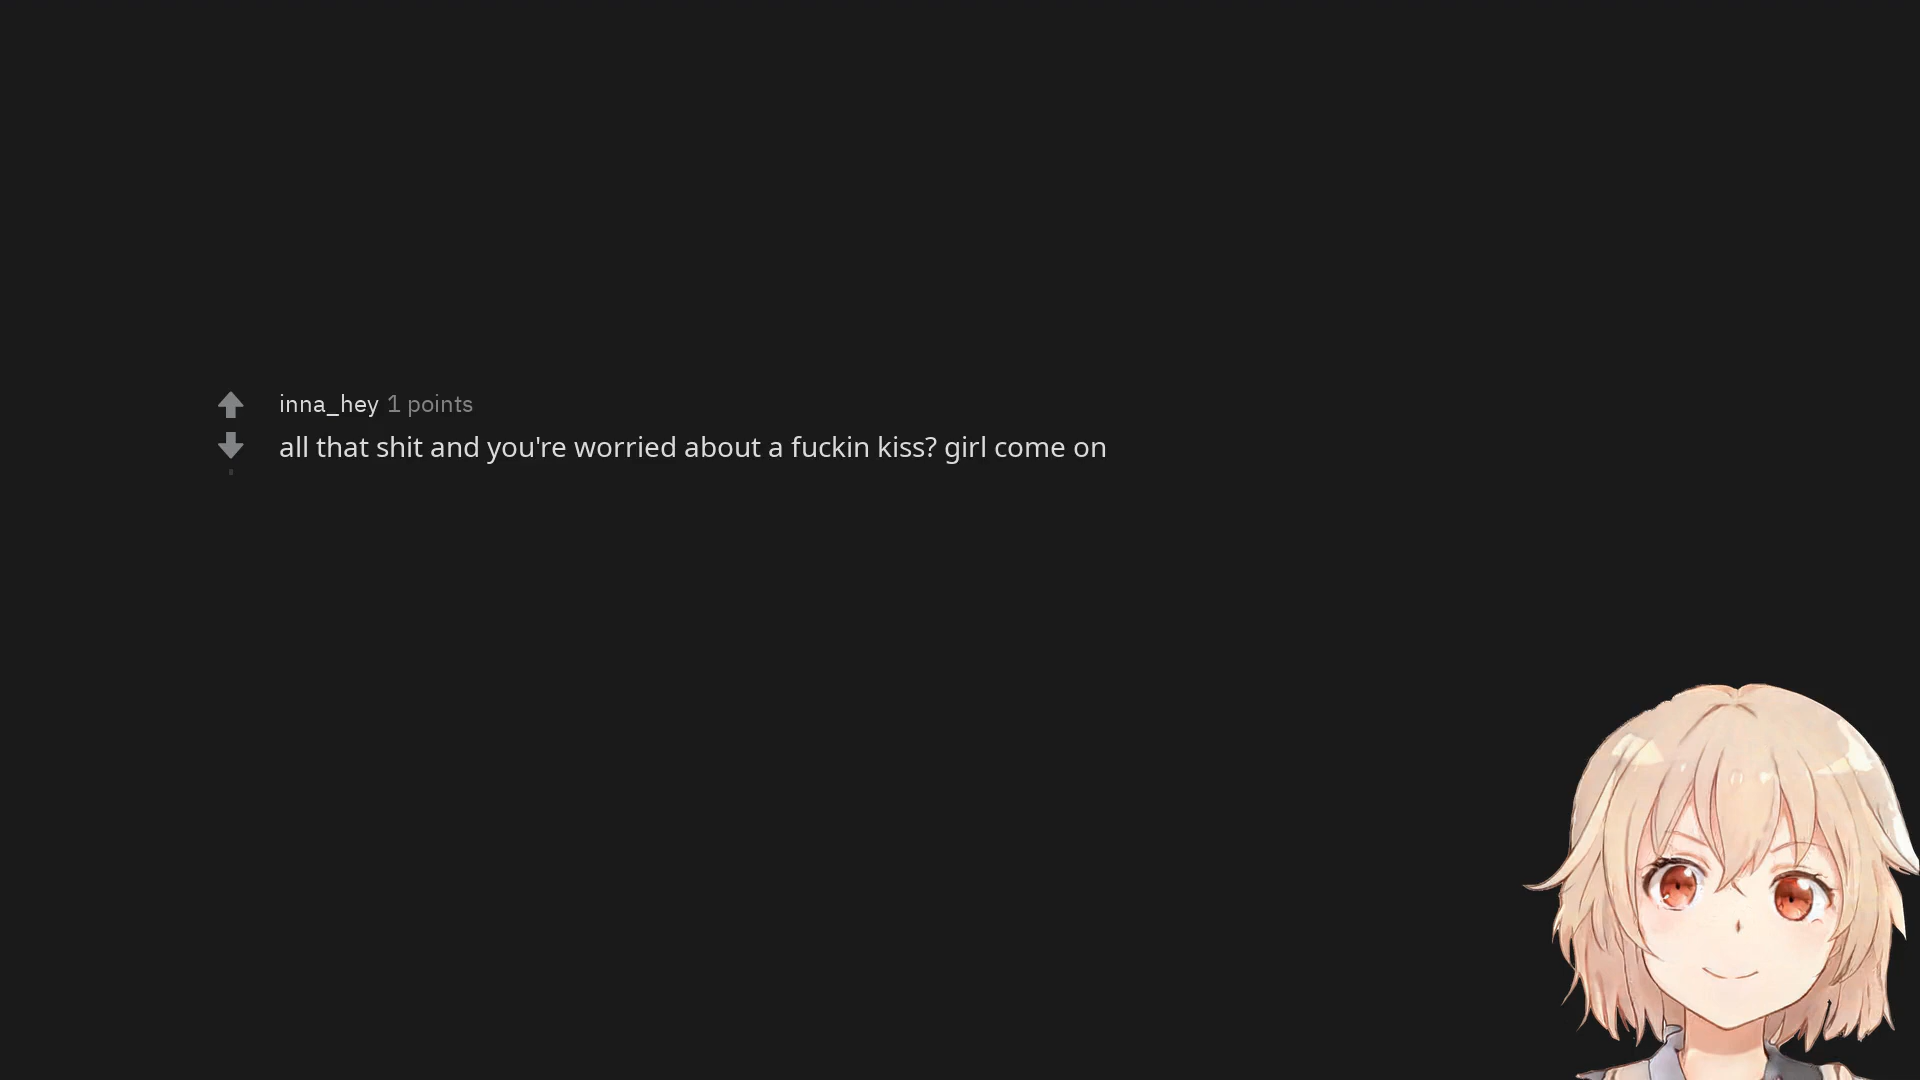 inna_hey 1 points
all that shit and you're worried about a fuckin kiss? girl come on